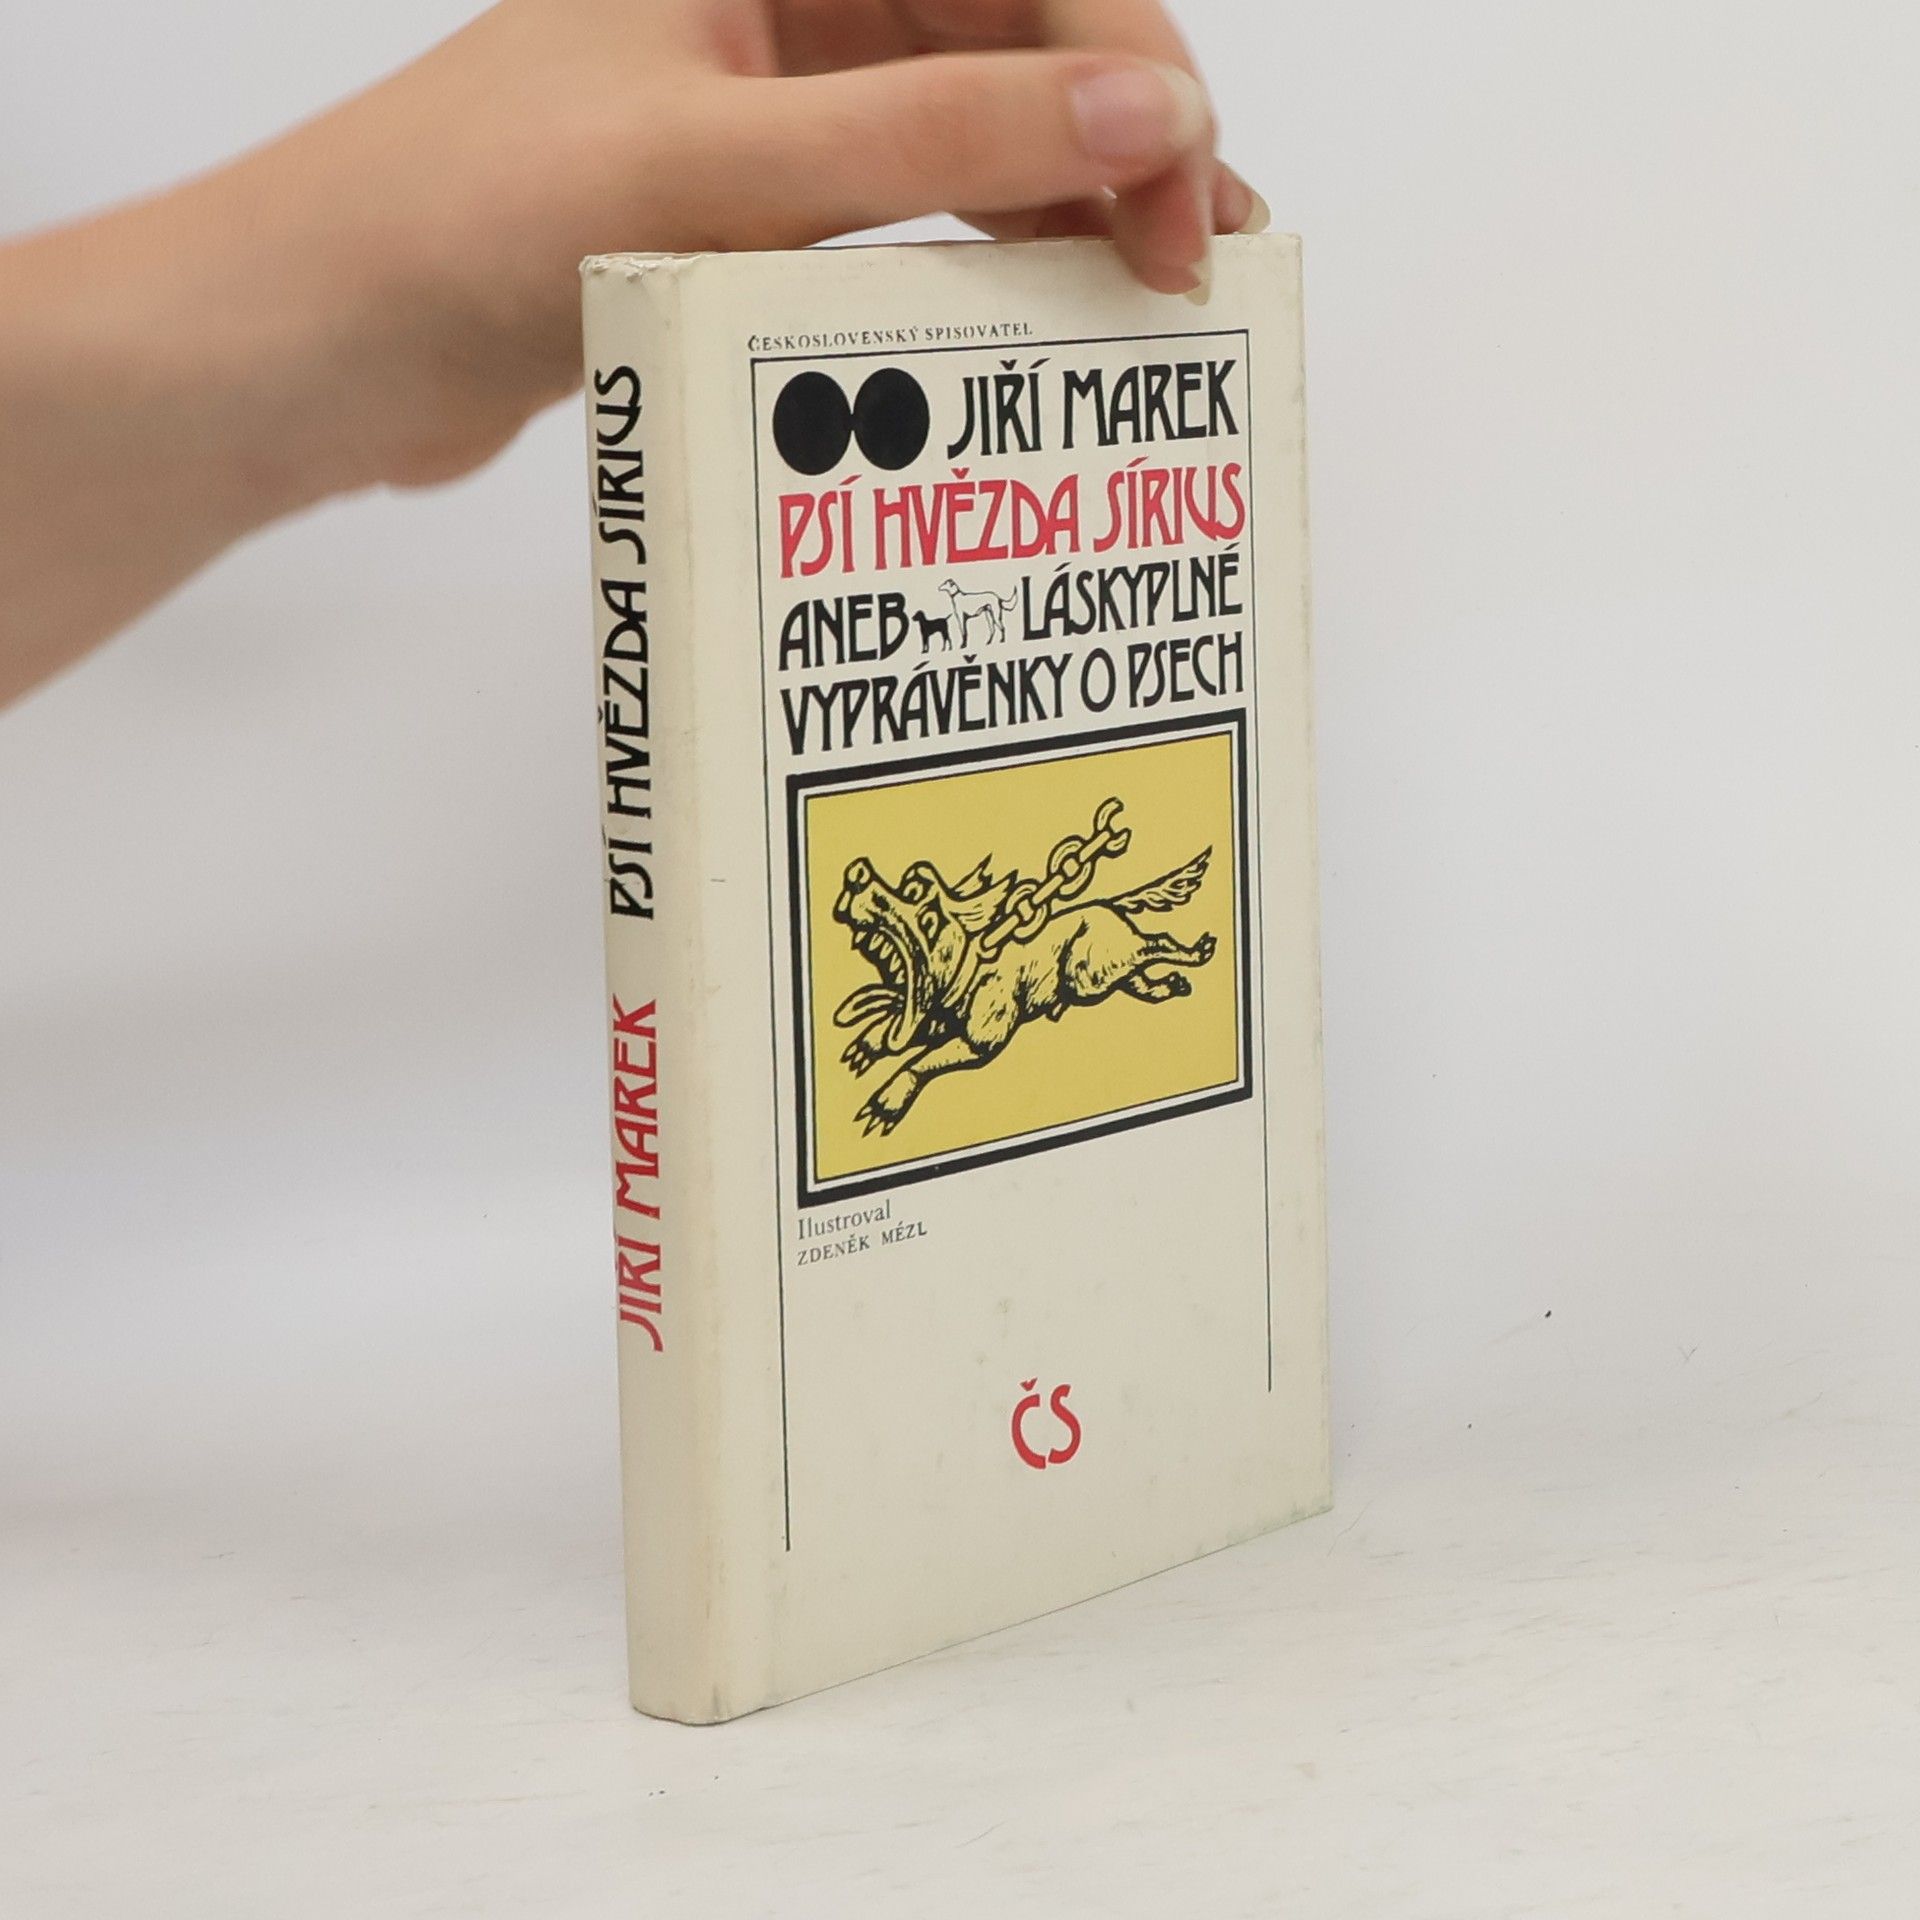 ČESKOSLOVENSKÝ SPISOVATEL
JIŘÍ MAREK
PSÍ HVĚZDA SÍRIUS
ANEB LÁSKYPLNÉ
VYPRÁVĚNKY O PSECH
Ilustroval
ZDENĚK MÉZL
ČS
JIŘÍ MAREK PSÍ HVĚZDA SÍRIUS